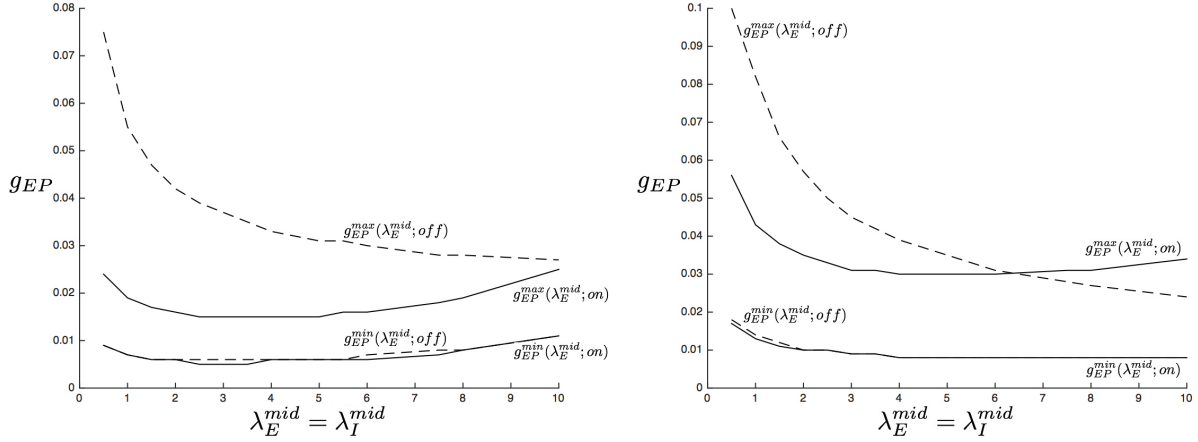 0.08
0.07
0.06
0.05
0.04
0.03
0.02
0.01
0
g_{EP}
g_{EP}^{max}(λ_E^{mid}; off)
g_{EP}^{max}(λ_E^{mid}; on)
g_{EP}^{min}(λ_E^{mid}; off)
g_{EP}^{min}(λ_E^{mid}; on)
0 1 2 3 4 5 6 7 8 9 10
λ_E^{mid} = λ_I^{mid}
0.1
0.09
0.08
0.07
0.06
0.05
0.04
0.03
0.02
0.01
0
g_{EP}
g_{EP}^{max}(λ_E^{mid}; off)
g_{EP}^{max}(λ_E^{mid}; on)
g_{EP}^{min}(λ_E^{mid}; off)
g_{EP}^{min}(λ_E^{mid}; on)
0 1 2 3 4 5 6 7 8 9 10
λ_E^{mid} = λ_I^{mid}